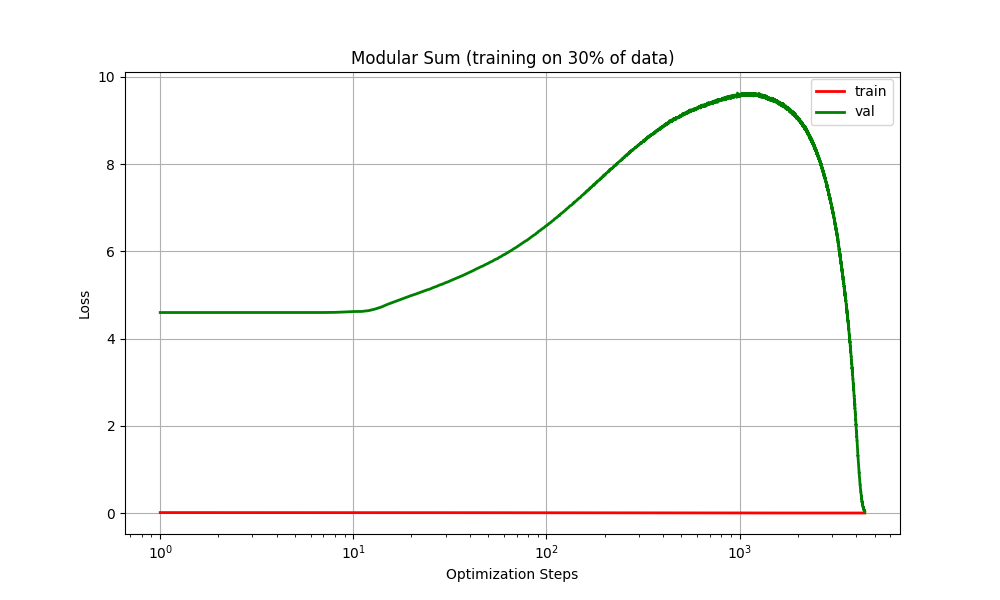 Modular Sum (training on 30% of data)
10
8
6
4
2
0
Loss
train
val
10⁰
10¹
10²
10³
Optimization Steps